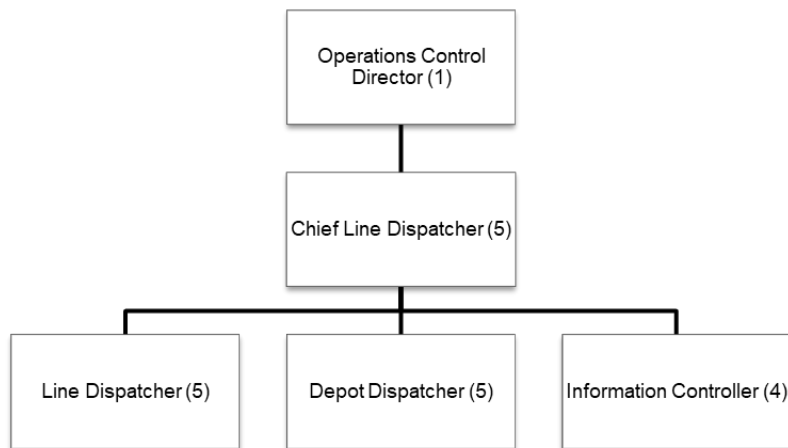 Operations Control
Director (1)
Chief Line Dispatcher (5)
Line Dispatcher (5)
Depot Dispatcher (5)
Information Controller (4)